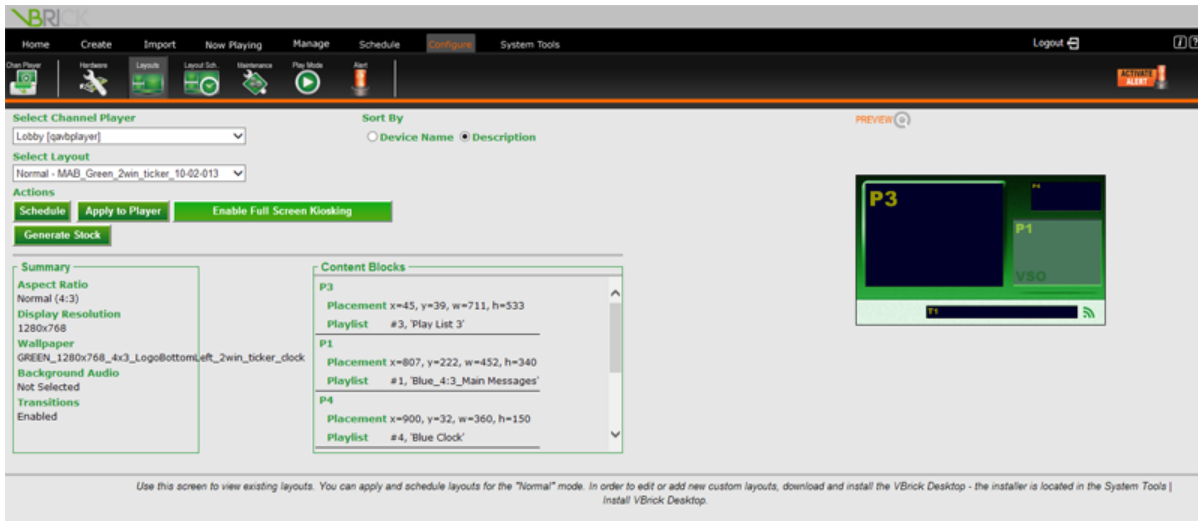 VBRICK
Home Create Import Now Playing Manage Schedule Configure System Tools Logout
Chan Player Hardware Layouts Layout Sch. Maintenance Play Mode Alert
ACTIVATE
ALERT
Select Channel Player Sort By
PREVIEW
Lobby [qavbplayer] Device Name Description
Select Layout
Normal - MAB_Green_2win_ticker_10-02-013
Actions
Schedule Apply to Player Enable Full Screen Kiosking
Generate Stock
Summary
Aspect Ratio
Normal (4:3)
Display Resolution
1280x768
Wallpaper
GREEN_1280x768_4x3_LogoBottomLeft_2win_ticker_clock
Background Audio
Not Selected
Transitions
Enabled
Content Blocks
P3
Placement x=45, y=39, w=711, h=533
Playlist #3, 'Play List 3'
P1
Placement x=807, y=222, w=452, h=340
Playlist #1, 'Blue_4:3_Main Messages'
P4
Placement x=900, y=32, w=360, h=150
Playlist #4, 'Blue Clock'
P3
P4
P1
VSO
T1
Use this screen to view existing layouts. You can apply and schedule layouts for the "Normal" mode. In order to edit or add new custom layouts, download and install the VBrick Desktop - the installer is located in the System Tools |
Install VBrick Desktop.